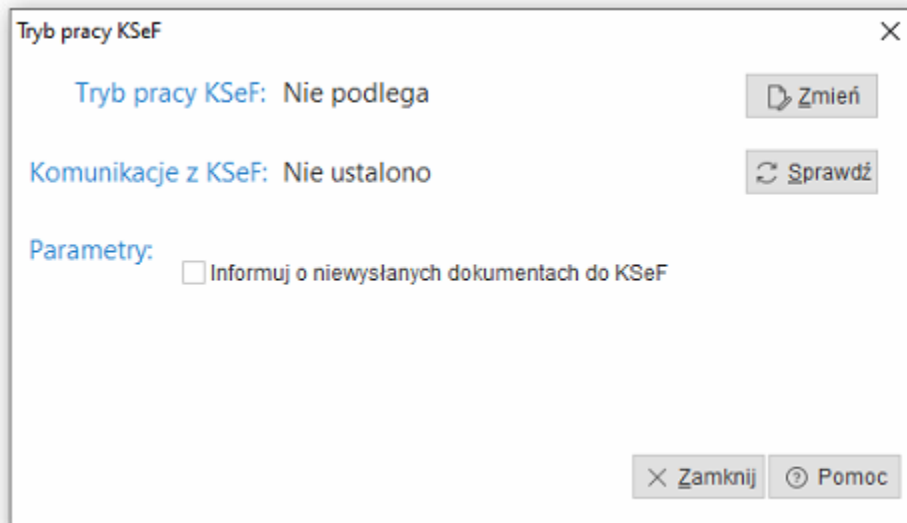 Tryb pracy KSeF
Tryb pracy KSeF: Nie podlega
Zmień
Komunikacje z KSeF: Nie ustalono
Sprawdź
Parametry:
Informuj o niewysłanych dokumentach do KSeF
Zamknij
Pomoc